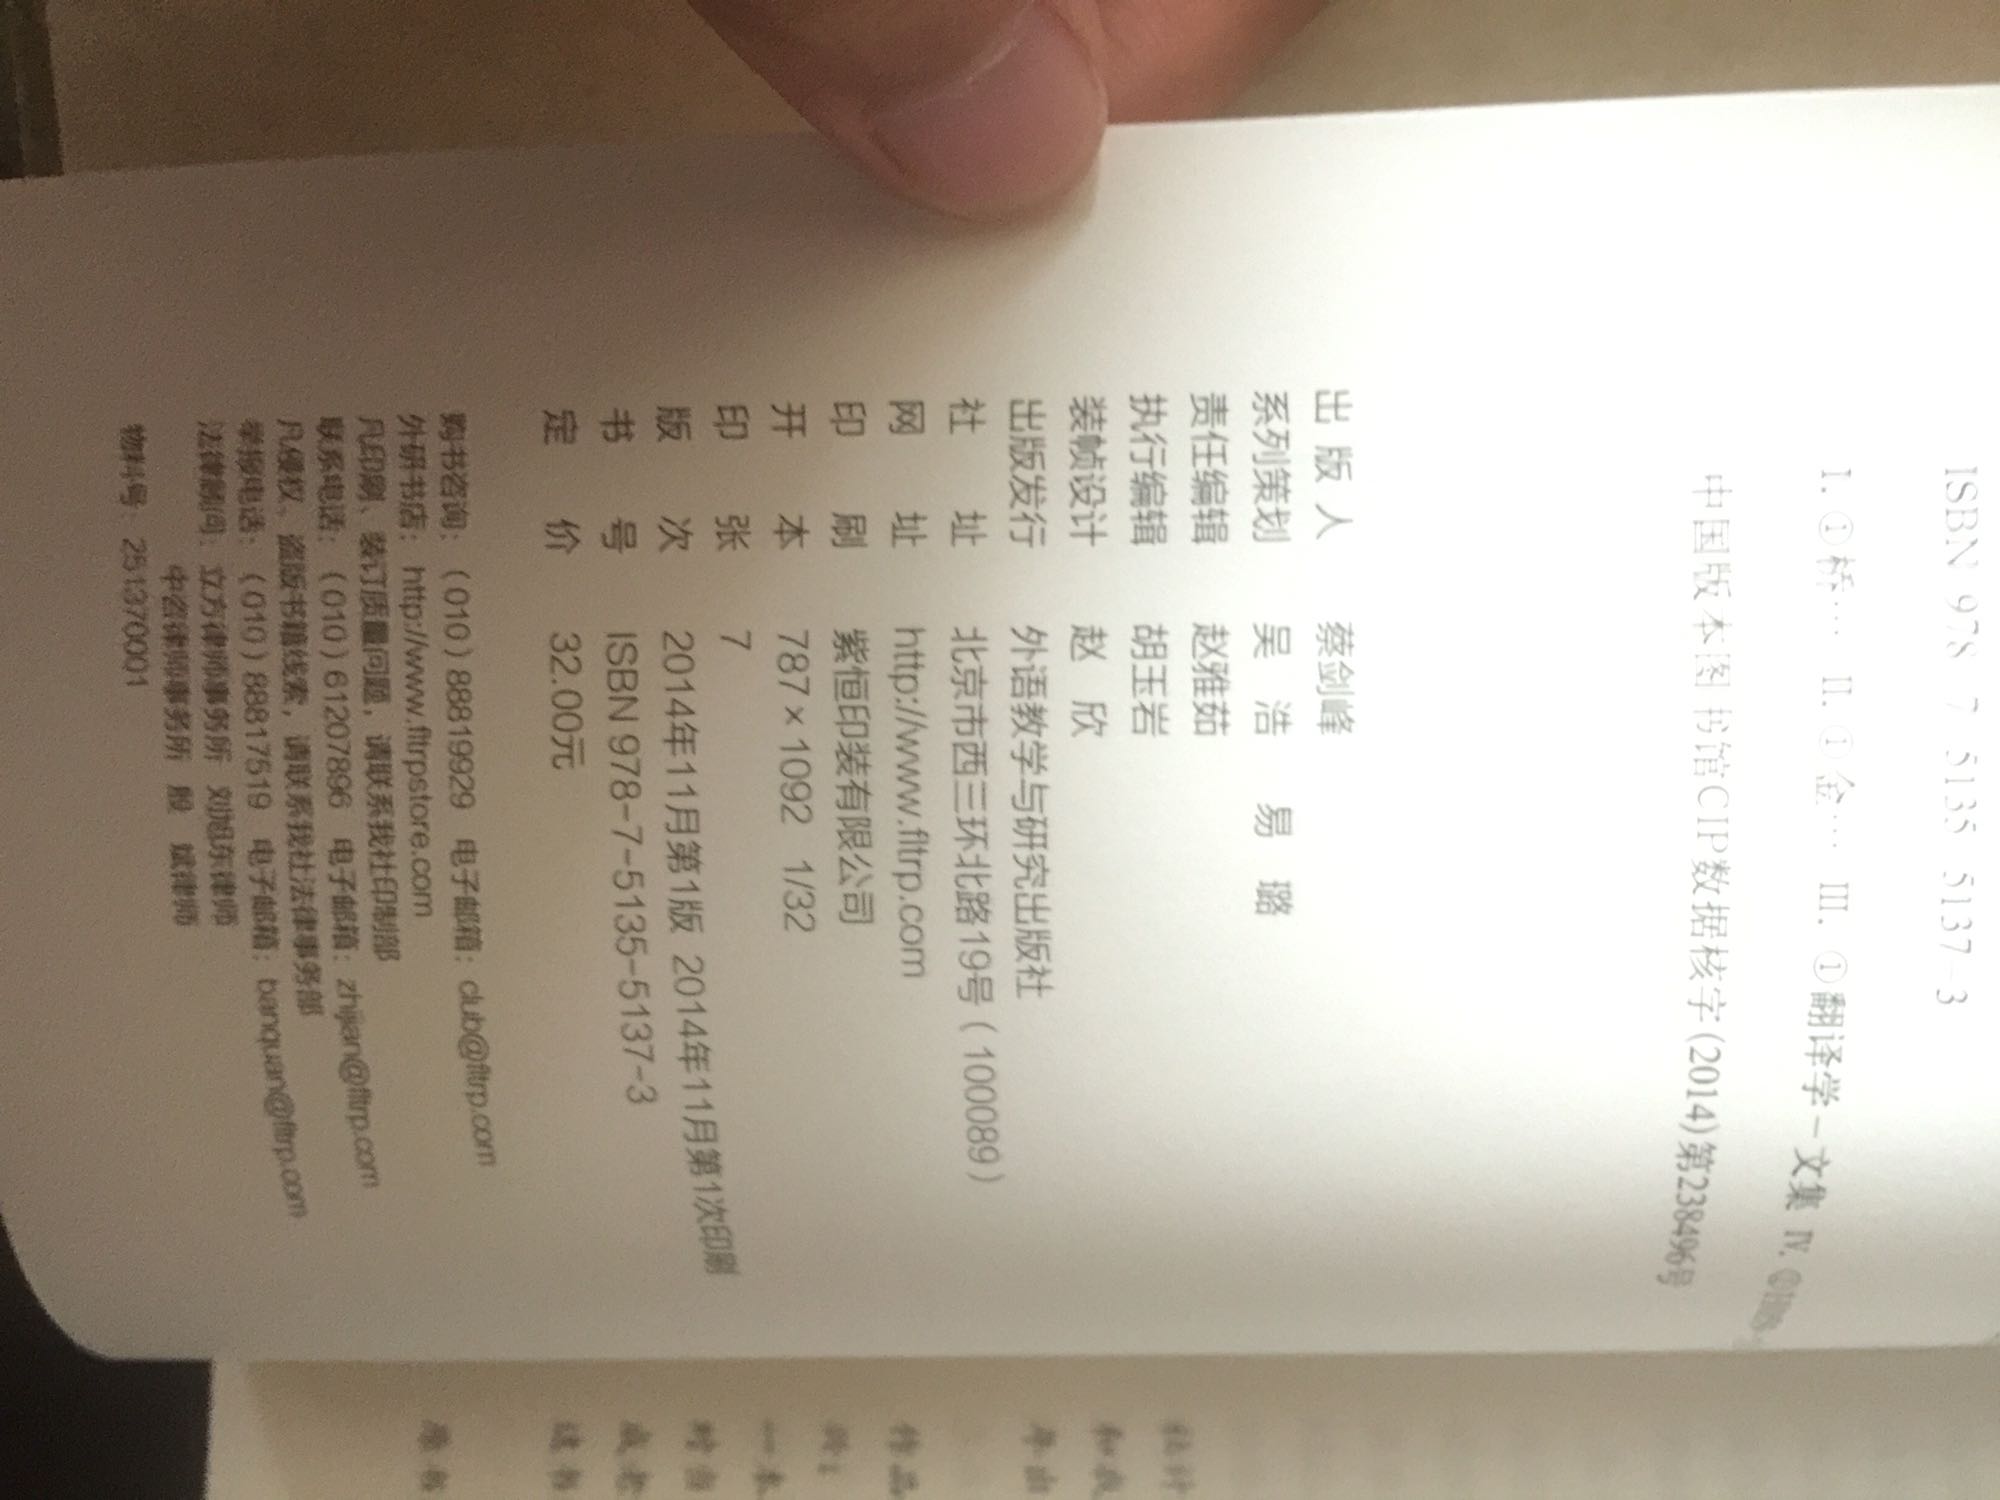 ISBN 978-7-5135-5137-3
I. ①桥… II. ①金… III. ①翻译学－文集 IV.
中国版本图书馆CIP数据核字(2014)第238496号
出 版 人 蔡剑峰
系列策划 吴 浩 易 璐
责任编辑 赵雅茹
执行编辑 胡玉岩
装帧设计 赵 欣
出版发行 外语教学与研究出版社
社 址 北京市西三环北路19号（100089）
网 址 http://www.fltrp.com
印 刷 紫恒印装有限公司
开 本 787×1092 1/32
印 张 7
版 次 2014年11月第1版 2014年11月第1次印刷
书 号 ISBN 978-7-5135-5137-3
定 价 32.00元
购书咨询：（010）88819929 电子邮箱：club@fltrp.com
外研书店：http://www.fltrpstore.com
凡印刷、装订质量问题，请联系我社印制部
联系电话：（010）61207896 电子邮箱：zhijian@fltrp.com
凡侵权、盗版书籍线索，请联系我社法律事务部
举报电话：（010）88817519 电子邮箱：banquan@fltrp.com
法律顾问：立方律师事务所 刘旭东律师
中咨律师事务所 殷 斌律师
物料号：251370001